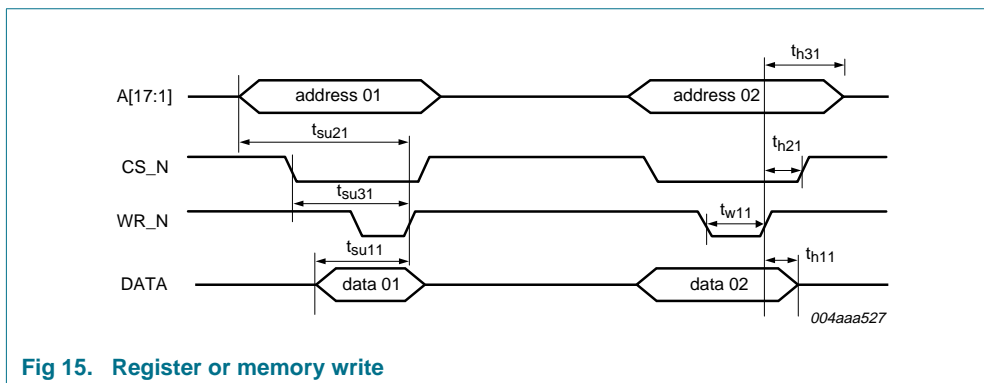 th31
A[17:1] address 01 address 02
tsu21
th21
CS_N
tsu31
tw11
WR_N
tsu11
th11
DATA data 01 data 02
004aaa527
Fig 15. Register or memory write